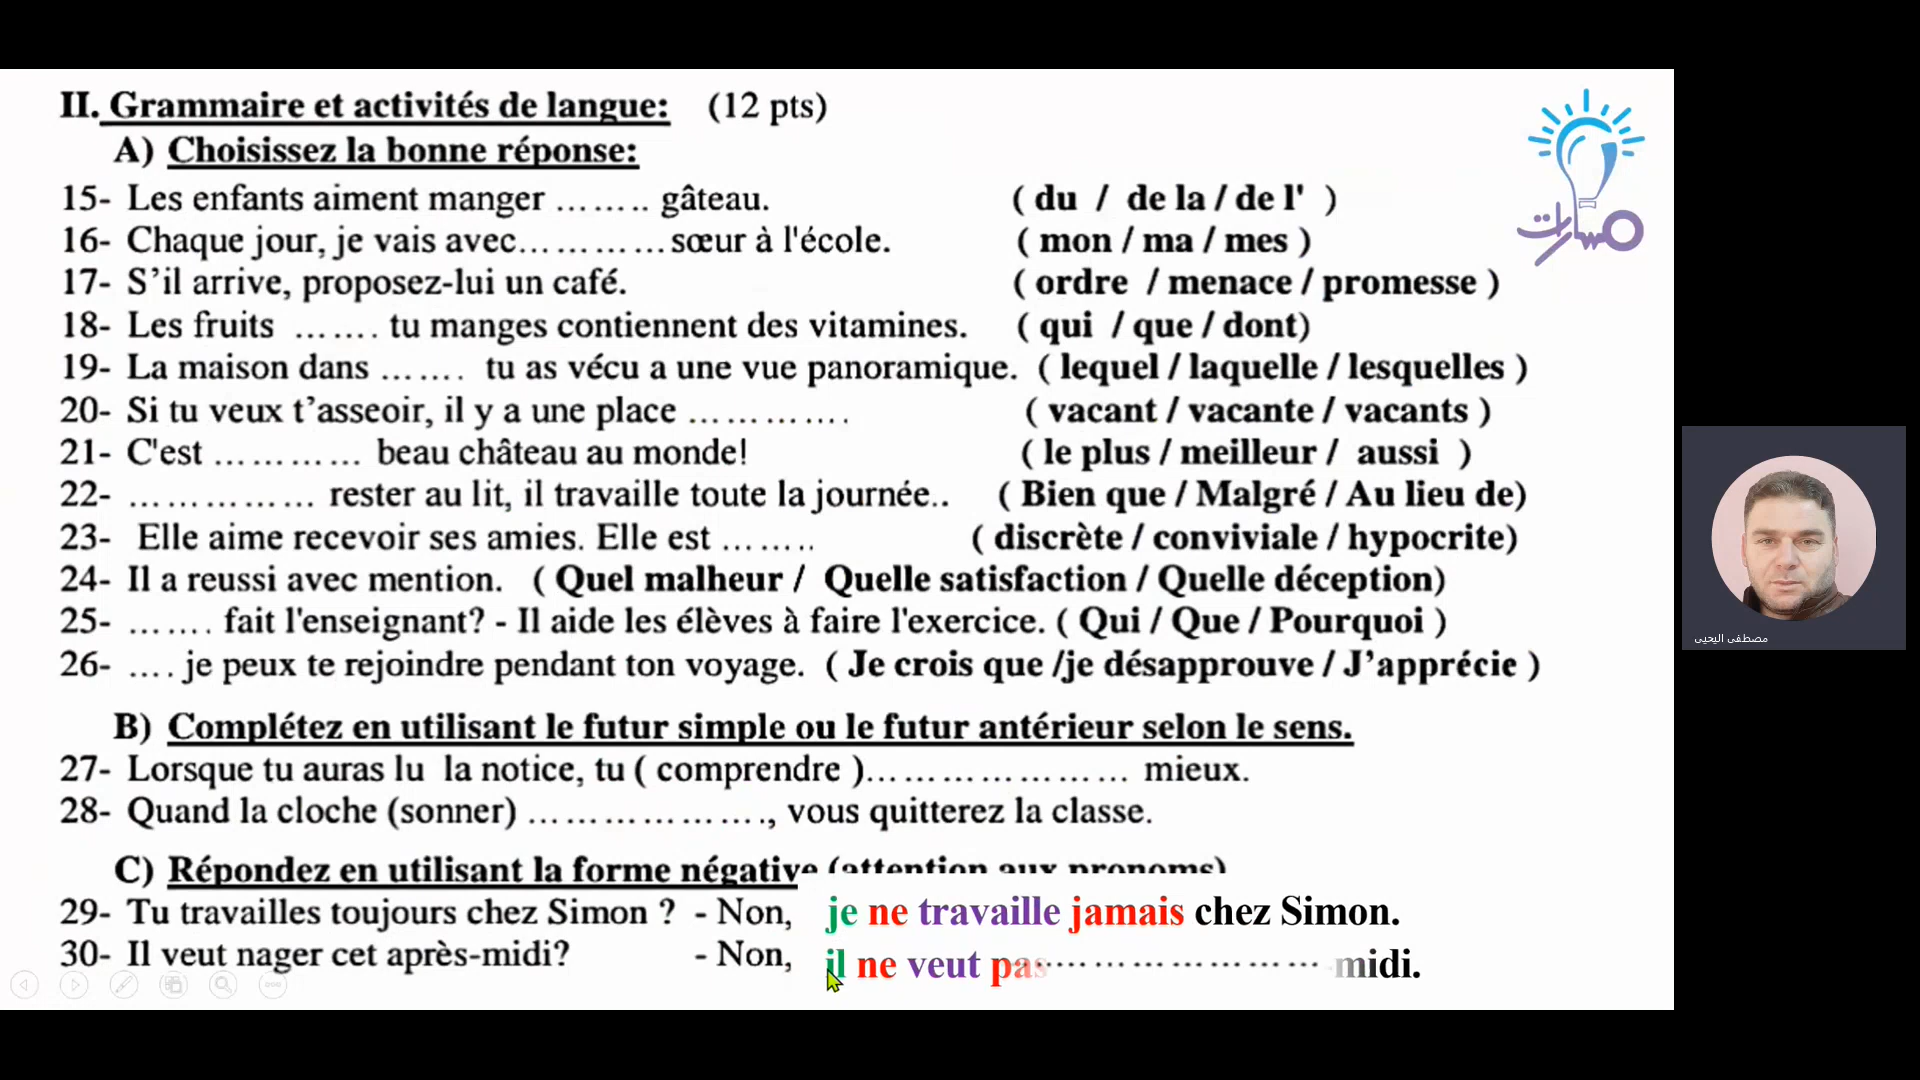 II. Grammaire et activités de langue: (12 pts)
A) Choisissez la bonne réponse:
15- Les enfants aiment manger …….. gâteau. ( du / de la / de l' )
16- Chaque jour, je vais avec………… sœur à l'école. ( mon / ma / mes )
17- S’il arrive, proposez-lui un café. ( ordre / menace / promesse )
18- Les fruits ……. tu manges contiennent des vitamines. ( qui / que / dont)
19- La maison dans ……. tu as vécu a une vue panoramique. ( lequel / laquelle / lesquelles )
20- Si tu veux t’asseoir, il y a une place …………. ( vacant / vacante / vacants )
21- C'est ………… beau château au monde! ( le plus / meilleur / aussi )
22- …………… rester au lit, il travaille toute la journée.. ( Bien que / Malgré / Au lieu de)
23- Elle aime recevoir ses amies. Elle est …….. ( discrète / conviviale / hypocrite)
24- Il a reussi avec mention. ( Quel malheur / Quelle satisfaction / Quelle déception)
25- ……. fait l'enseignant? - Il aide les élèves à faire l'exercice. ( Qui / Que / Pourquoi )
26- …. je peux te rejoindre pendant ton voyage. ( Je crois que /je désapprouve / J’apprécie )
B) Complétez en utilisant le futur simple ou le futur antérieur selon le sens.
27- Lorsque tu auras lu la notice, tu ( comprendre )………………… mieux.
28- Quand la cloche (sonner) ………………., vous quitterez la classe.
C) Répondez en utilisant la forme négative (attention aux pronoms)
29- Tu travailles toujours chez Simon ? - Non, je ne travaille jamais chez Simon.
30- Il veut nager cet après-midi? - Non, il ne veut pas ………………… midi.
مسارات
مصطفى اليحيى